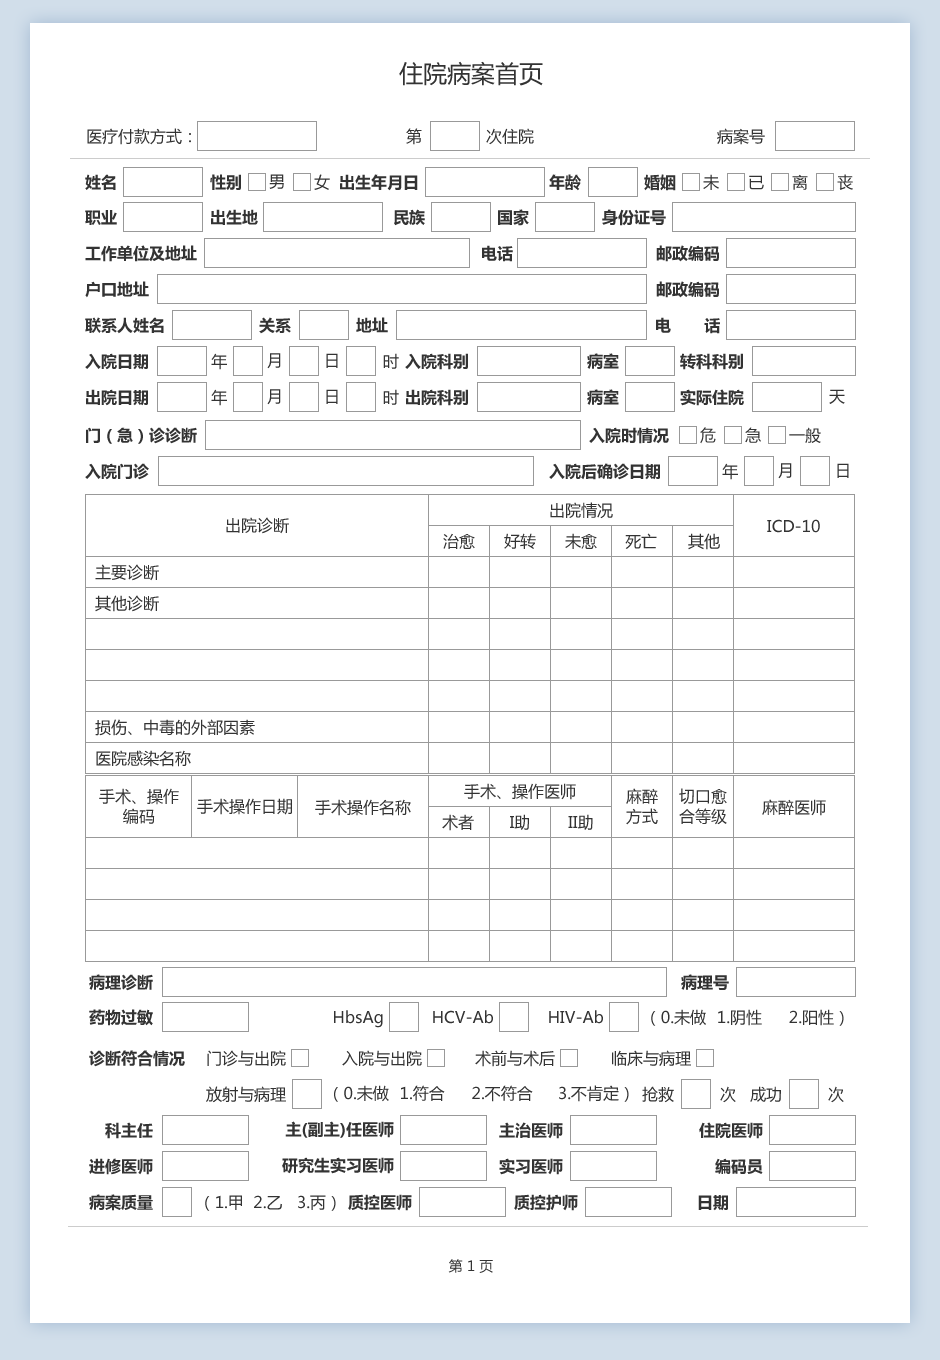 住院病案首页
医疗付款方式： 第 次住院 病案号
姓名 性别 男 女 出生年月日 年龄 婚姻 未 已 离 丧
职业 出生地 民族 国家 身份证号
工作单位及地址 电话 邮政编码
户口地址 邮政编码
联系人姓名 关系 地址 电 话
入院日期 年 月 日 时 入院科别 病室 转科科别
出院日期 年 月 日 时 出院科别 病室 实际住院 天
门（急）诊诊断 入院时情况 危 急 一般
入院门诊 入院后确诊日期 年 月 日
出院诊断 出院情况 ICD-10
治愈 好转 未愈 死亡 其他
主要诊断
其他诊断
损伤、中毒的外部因素
医院感染名称
手术、操作编码 手术操作日期 手术操作名称 手术、操作医师 麻醉方式 切口愈合等级 麻醉医师
术者 I助 II助
病理诊断 病理号
药物过敏 HbsAg HCV-Ab HIV-Ab （0.未做 1.阴性 2.阳性）
诊断符合情况 门诊与出院 入院与出院 术前与术后 临床与病理
放射与病理 （0.未做 1.符合 2.不符合 3.不肯定）抢救 次 成功 次
科主任 主(副主)任医师 主治医师 住院医师
进修医师 研究生实习医师 实习医师 编码员
病案质量 （1.甲 2.乙 3.丙）质控医师 质控护师 日期
第 1 页